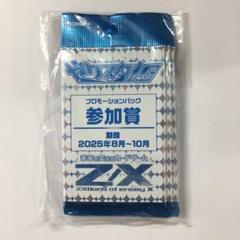 プロモーションパック
参加賞
期間
2025年8月~10月
Z/X
Zillions of enemy X